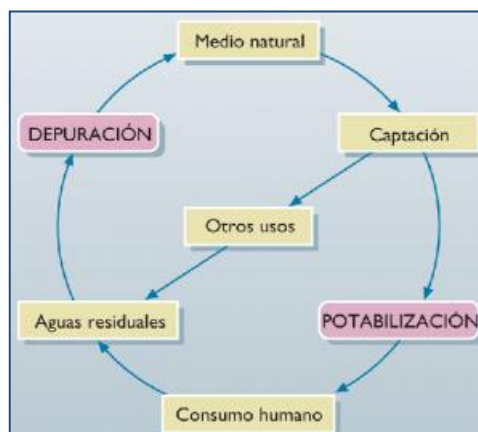 Medio natural
DEPURACIÓN
Captación
Otros usos
Aguas residuales
POTABILIZACIÓN
Consumo humano